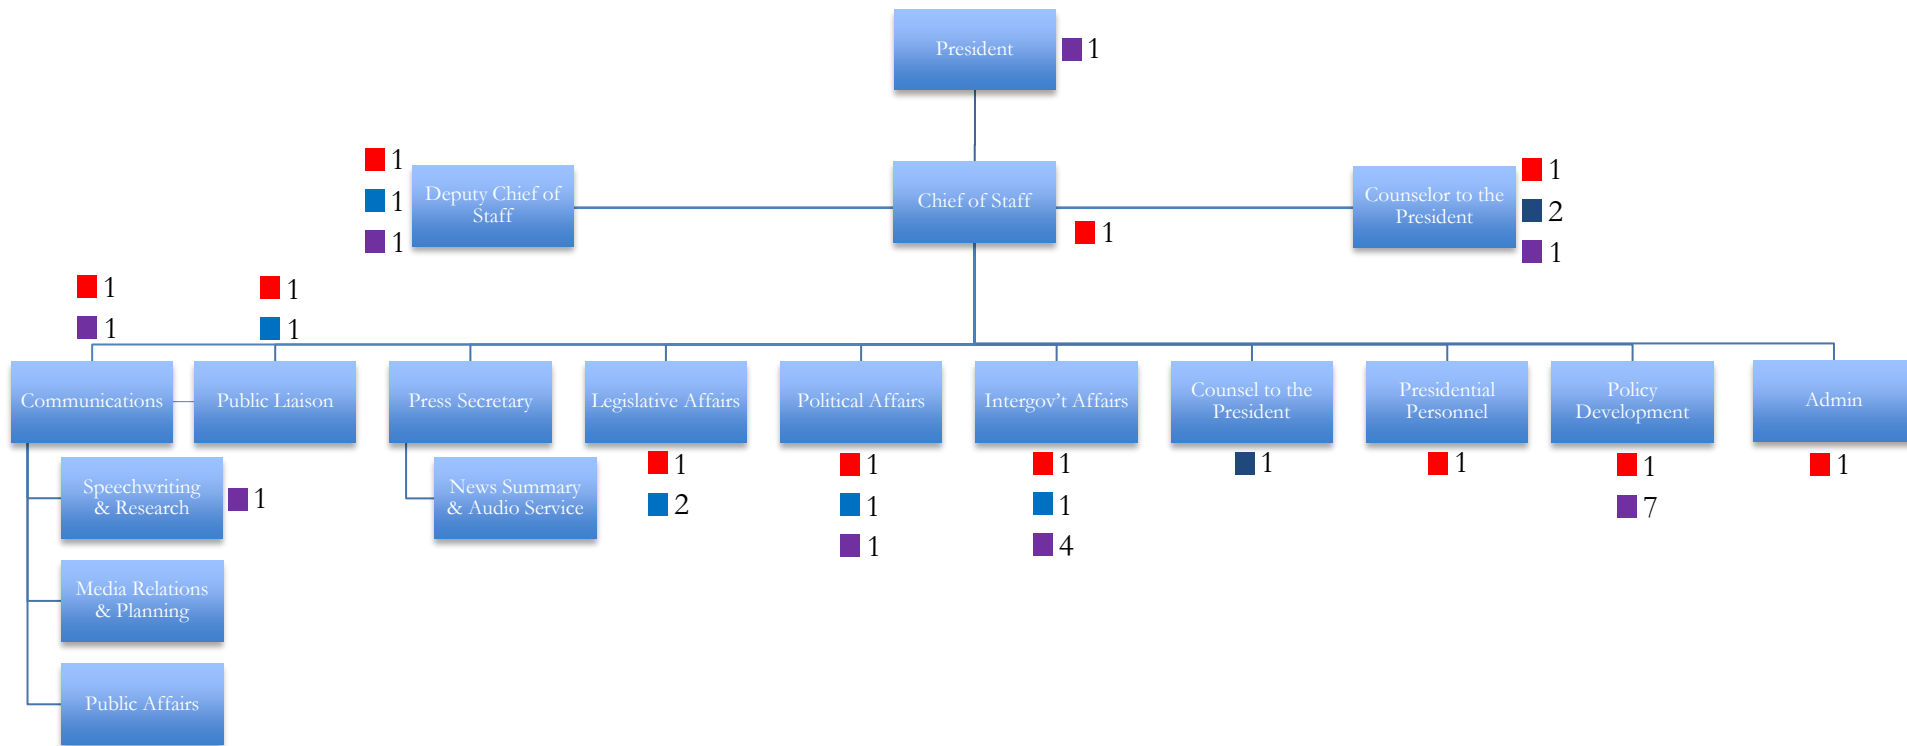 President
1
1
1
1
Deputy Chief of
Staff
Chief of Staff
1
Counselor to the
President
1
2
1
1
1
1
1
Communications
Public Liaison
Press Secretary
Legislative Affairs
Political Affairs
Intergov't Affairs
Counsel to the
President
Presidential
Personnel
Policy
Development
Admin
1
2
1
1
1
1
1
4
1
1
1
7
1
Speechwriting
& Research
1
News Summary
& Audio Service
Media Relations
& Planning
Public Affairs